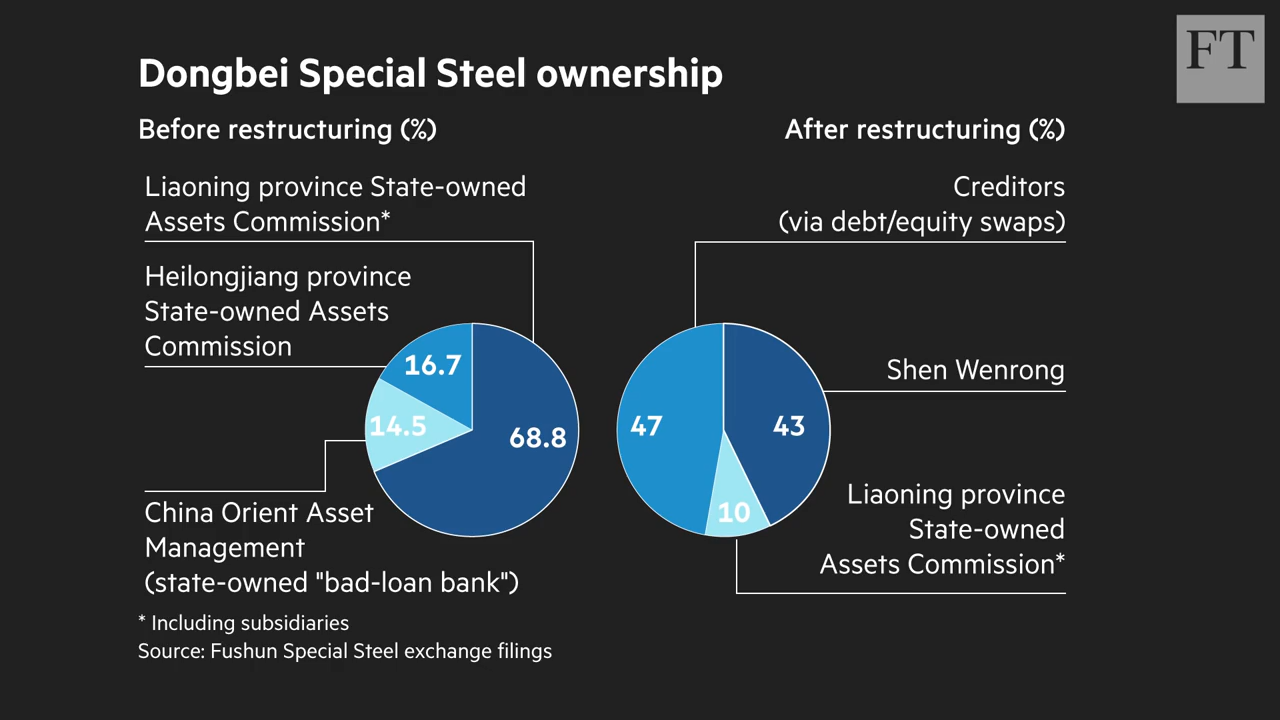 FT
Dongbei Special Steel ownership
Before restructuring (%)
Liaoning province State-owned
Assets Commission*
Heilongjiang province
State-owned Assets
Commission
16.7
14.5
68.8
China Orient Asset
Management
(state-owned "bad-loan bank")
After restructuring (%)
Creditors
(via debt/equity swaps)
Shen Wenrong
47
43
10
Liaoning province
State-owned
Assets Commission*
* Including subsidiaries
Source: Fushun Special Steel exchange filings